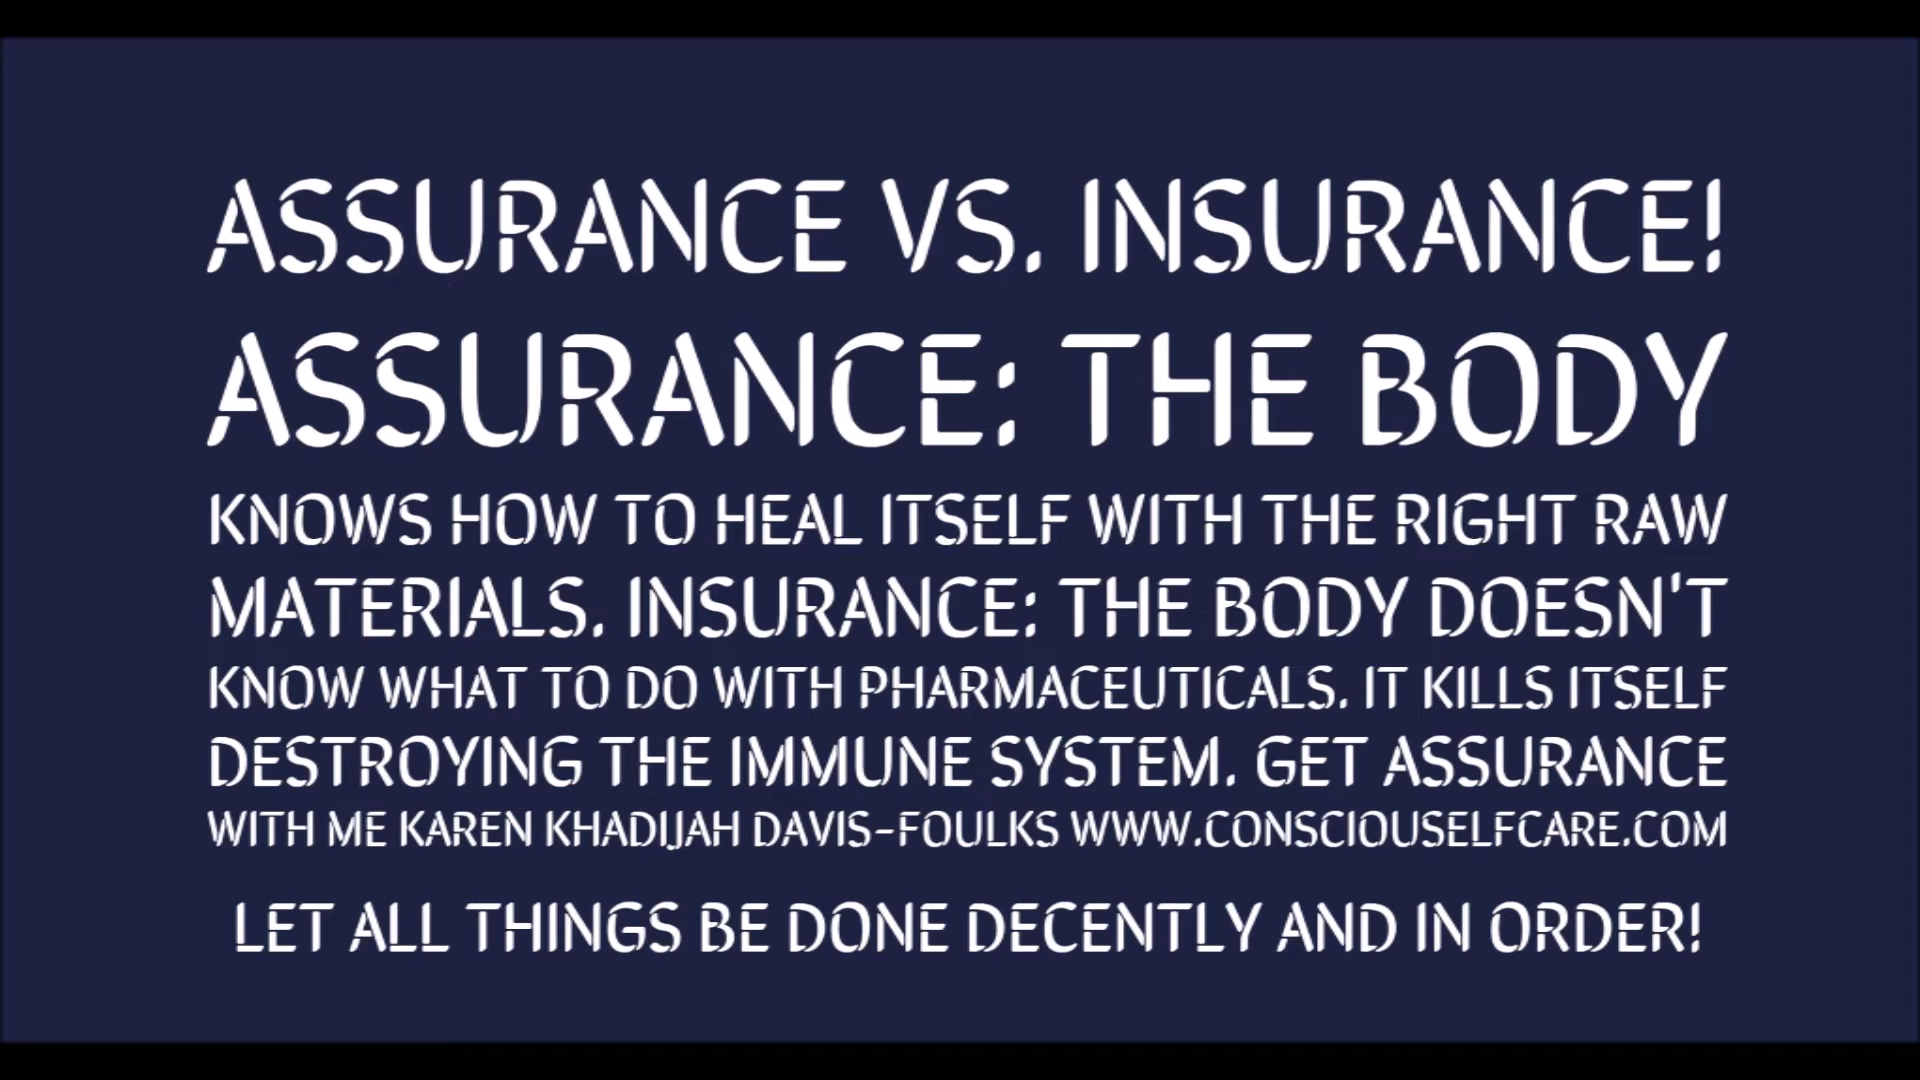 ASSURANCE VS. INSURANCE!
ASSURANCE: THE BODY
KNOWS HOW TO HEAL ITSELF WITH THE RIGHT RAW
MATERIALS. INSURANCE: THE BODY DOESN'T
KNOW WHAT TO DO WITH PHARMACEUTICALS. IT KILLS ITSELF
DESTROYING THE IMMUNE SYSTEM. GET ASSURANCE
WITH ME KAREN KHADIJAH DAVIS-FOULKS WWW.CONSCIOUSELFCARE.COM
LET ALL THINGS BE DONE DECENTLY AND IN ORDER!